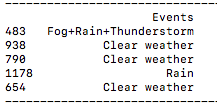 Events
483 Fog+Rain+Thunderstorm
938 Clear weather
790 Clear weather
1178 Rain
654 Clear weather